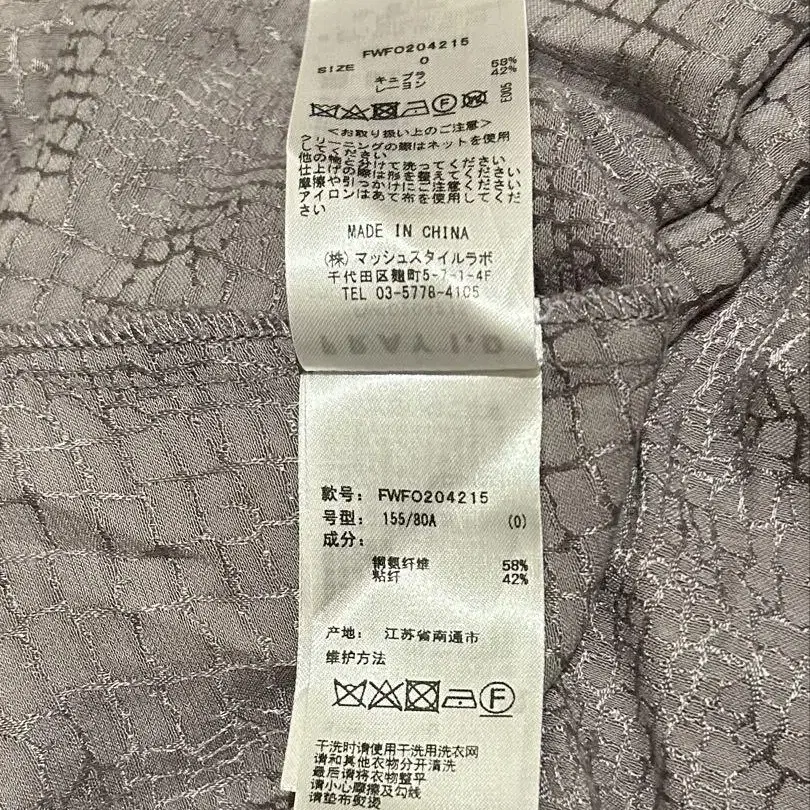 FWFO204215
SIZE 0
キュプラ 58%
レーヨン 42%
E005
<お取り扱い上のご注意>
クリーニングの際はネットを使用
してください
他の物と分けて洗ってください
仕上げの際は形を整えてください
摩擦や引っかけにご注意ください
アイロンはあて布を使用してくだ
さい
MADE IN CHINA
(株)マッシュスタイルラボ
千代田区麹町5-7-1-4F
TEL 03-5778-4105
FRAY I.D
款号: FWFO204215
号型: 155/80A (0)
成分:
铜氨纤维 58%
粘纤 42%
产地: 江苏省南通市
维护方法
F
干洗时请使用干洗用洗衣网
请和其他衣物分开清洗
最后请将衣物整平
请小心摩擦及勾线
请垫布熨烫